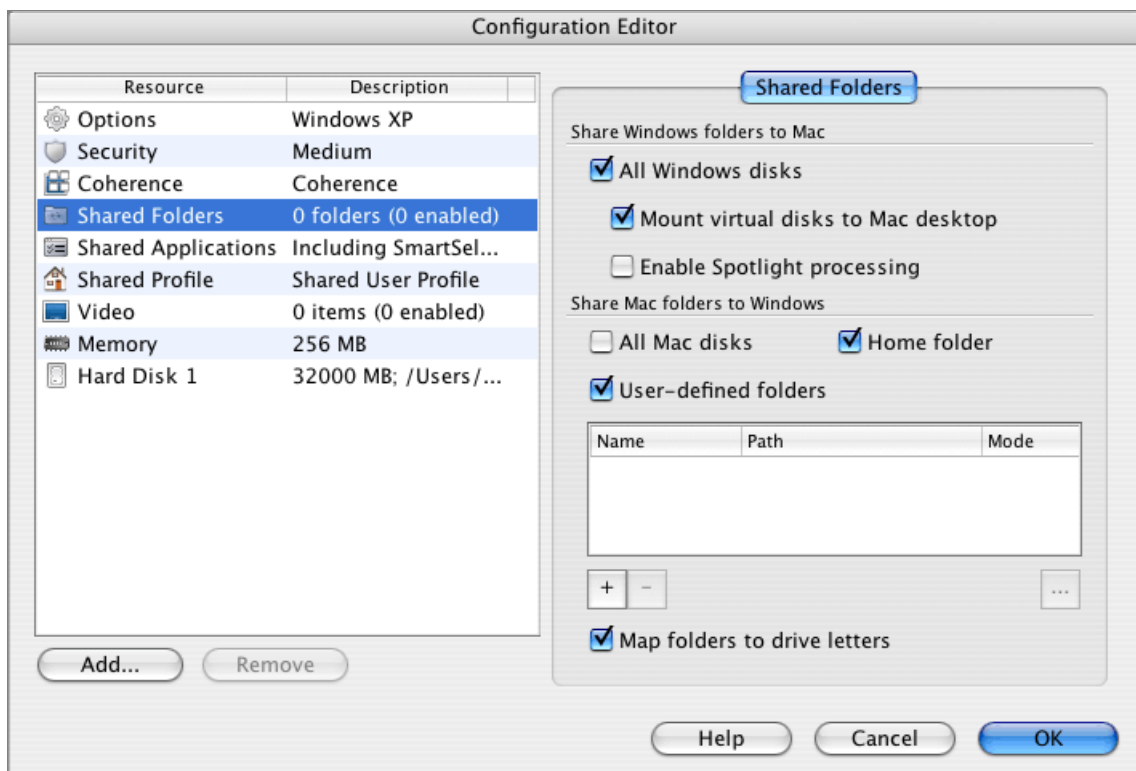 Configuration Editor
Resource Description
Options Windows XP
Security Medium
Coherence Coherence
Shared Folders 0 folders (0 enabled)
Shared Applications Including SmartSel...
Shared Profile Shared User Profile
Video 0 items (0 enabled)
Memory 256 MB
Hard Disk 1 32000 MB; /Users/...
Add... Remove
Shared Folders
Share Windows folders to Mac
All Windows disks
Mount virtual disks to Mac desktop
Enable Spotlight processing
Share Mac folders to Windows
All Mac disks Home folder
User-defined folders
Name Path Mode
+ - ...
Map folders to drive letters
Help Cancel OK